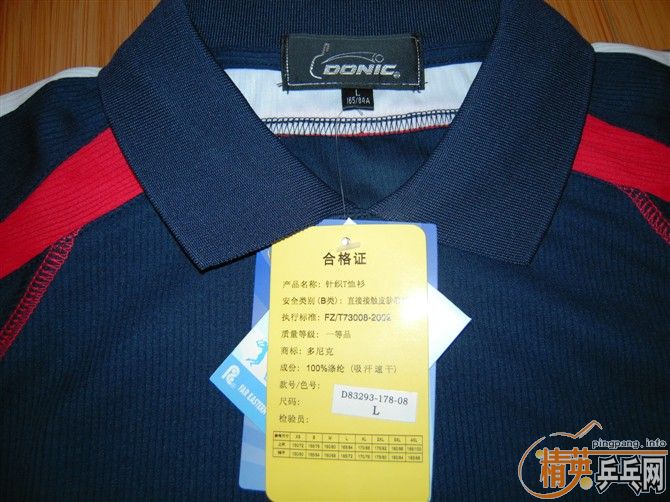 DONIC
L
165/84A
合格证
产品名称: 针织T恤衫
安全类别(B类): 直接接触皮肤
执行标准: FZ/T73008-2002
质量等级: 一等品
商标: 多尼克
成份: 100%涤纶(吸汗速干)
款号/色号:
D83293-178-08
尺码:
L
检验员:
FAR EASTERN
pingpang.info
精英乒乓网